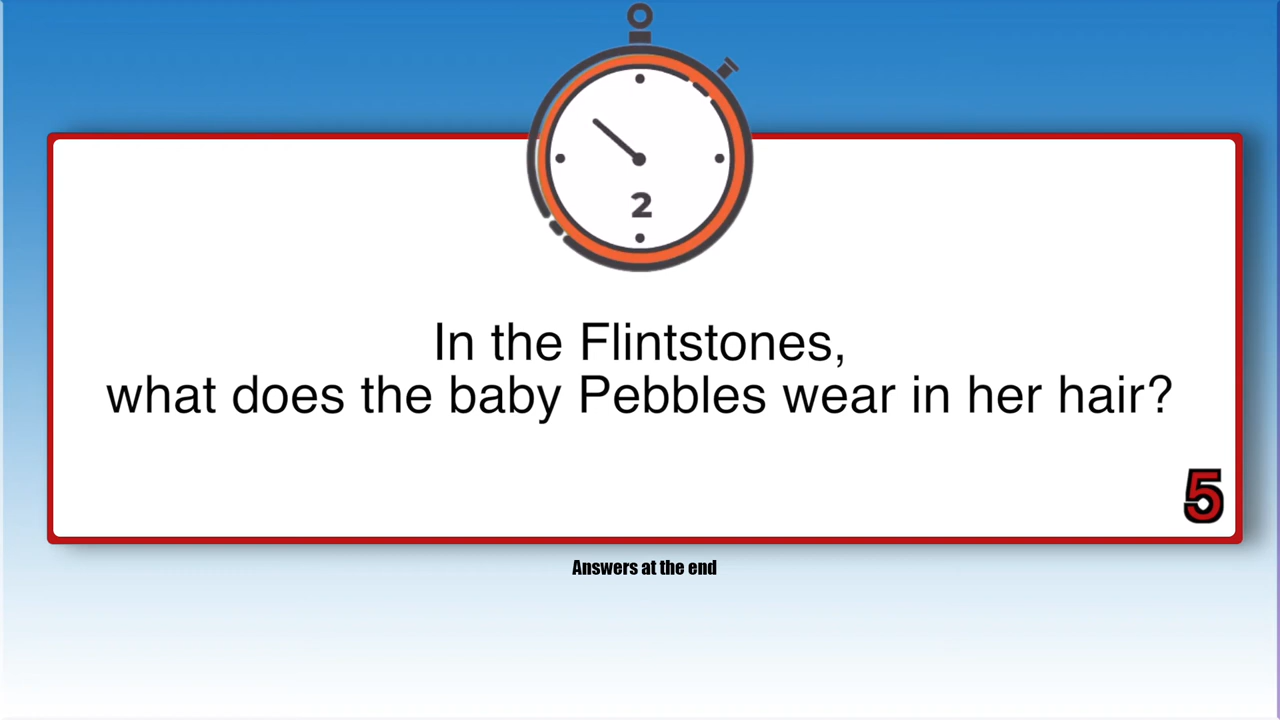 2
In the Flintstones,
what does the baby Pebbles wear in her hair?
5
Answers at the end